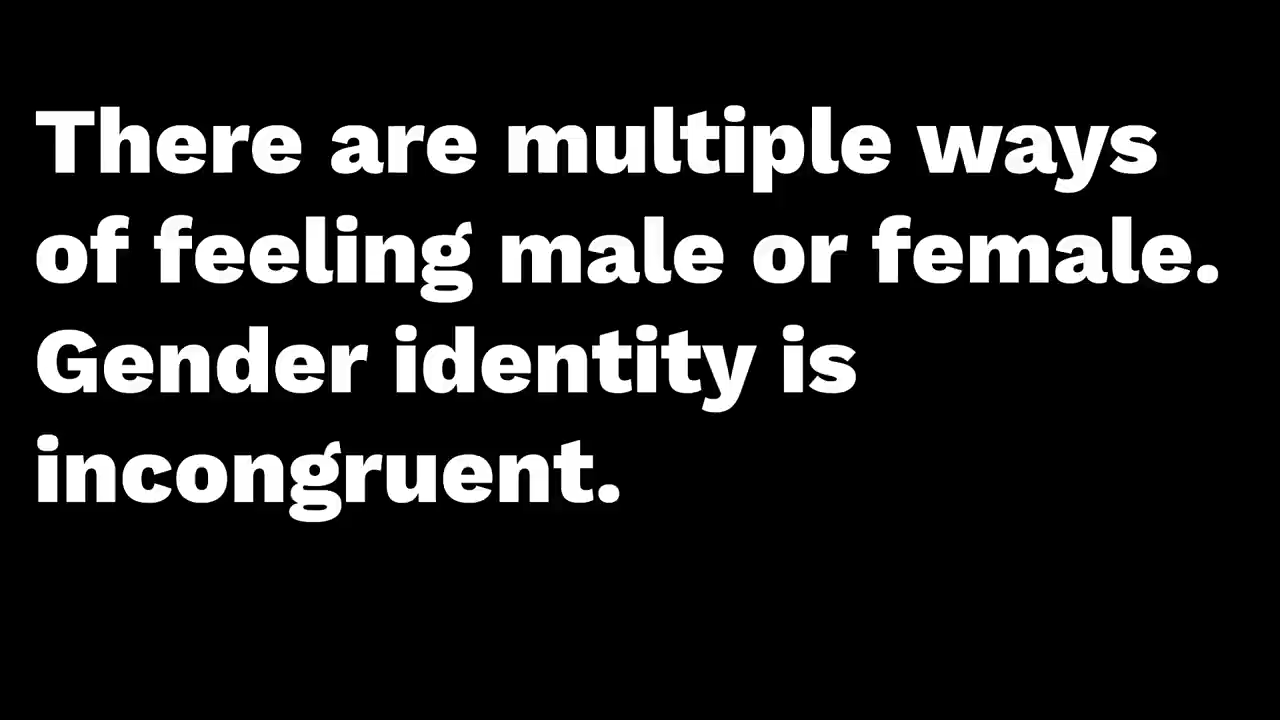 There are multiple ways
of feeling male or female.
Gender identity is
incongruent.